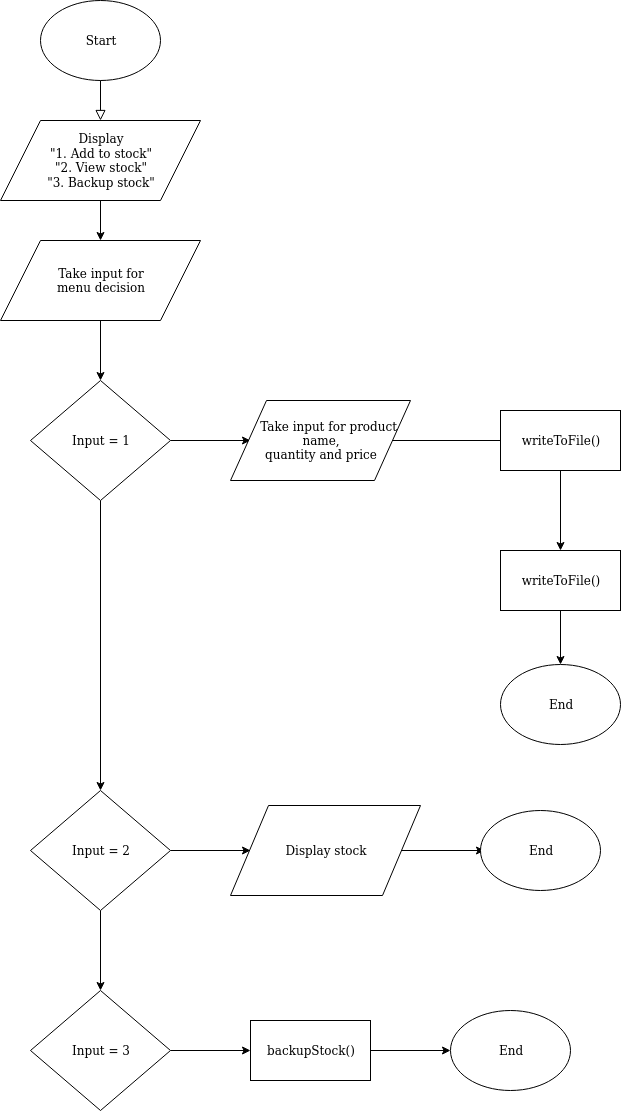 Start
Display
"1. Add to stock"
"2. View stock"
"3. Backup stock"
Take input for
menu decision
Input = 1
Take input for product
name,
quantity and price
writeToFile()
writeToFile()
End
Input = 2
Display stock
End
Input = 3
backupStock()
End